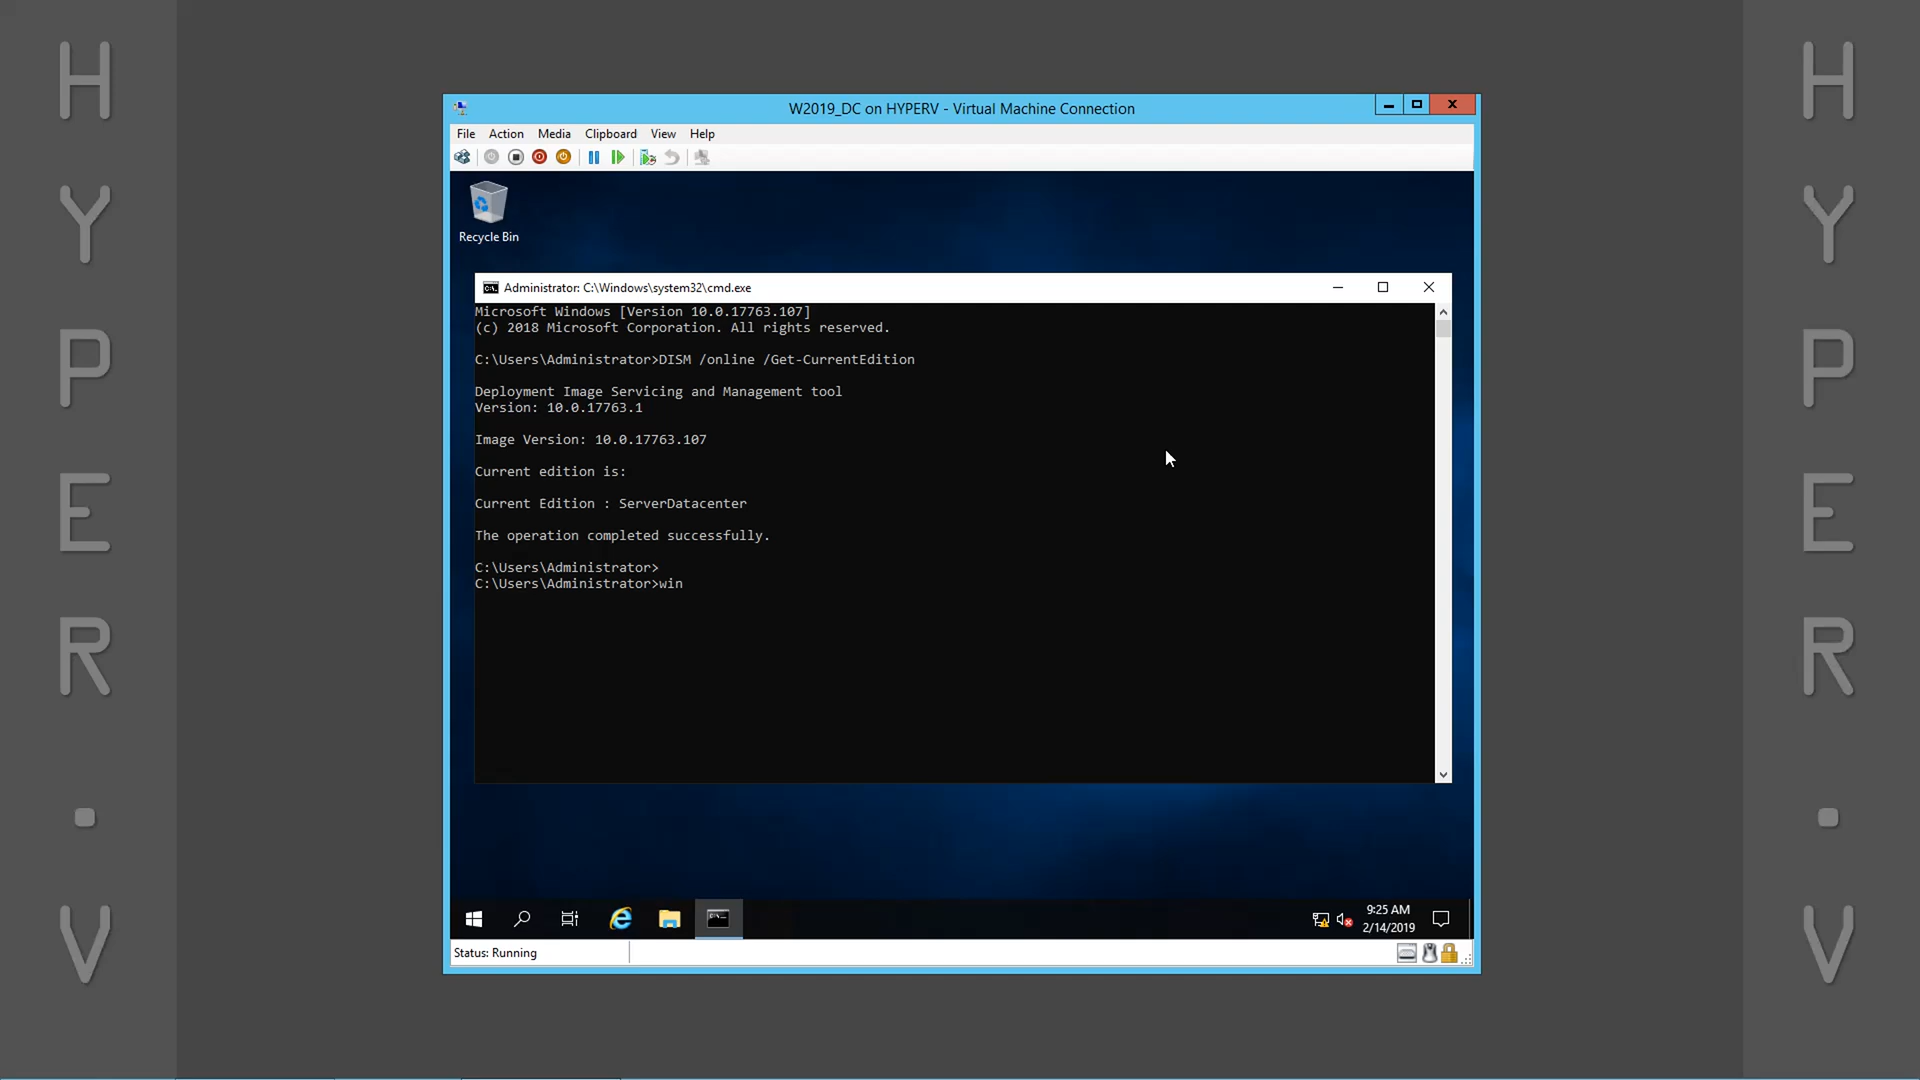 HYPER·V
W2019_DC on HYPERV - Virtual Machine Connection
File Action Media Clipboard View Help
Recycle Bin
Administrator: C:\Windows\system32\cmd.exe
Microsoft Windows [Version 10.0.17763.107]
(c) 2018 Microsoft Corporation. All rights reserved.
C:\Users\Administrator>DISM /online /Get-CurrentEdition
Deployment Image Servicing and Management tool
Version: 10.0.17763.1
Image Version: 10.0.17763.107
Current edition is:
Current Edition : ServerDatacenter
The operation completed successfully.
C:\Users\Administrator>
C:\Users\Administrator>win
9:25 AM
2/14/2019
Status: Running
HYPER·V